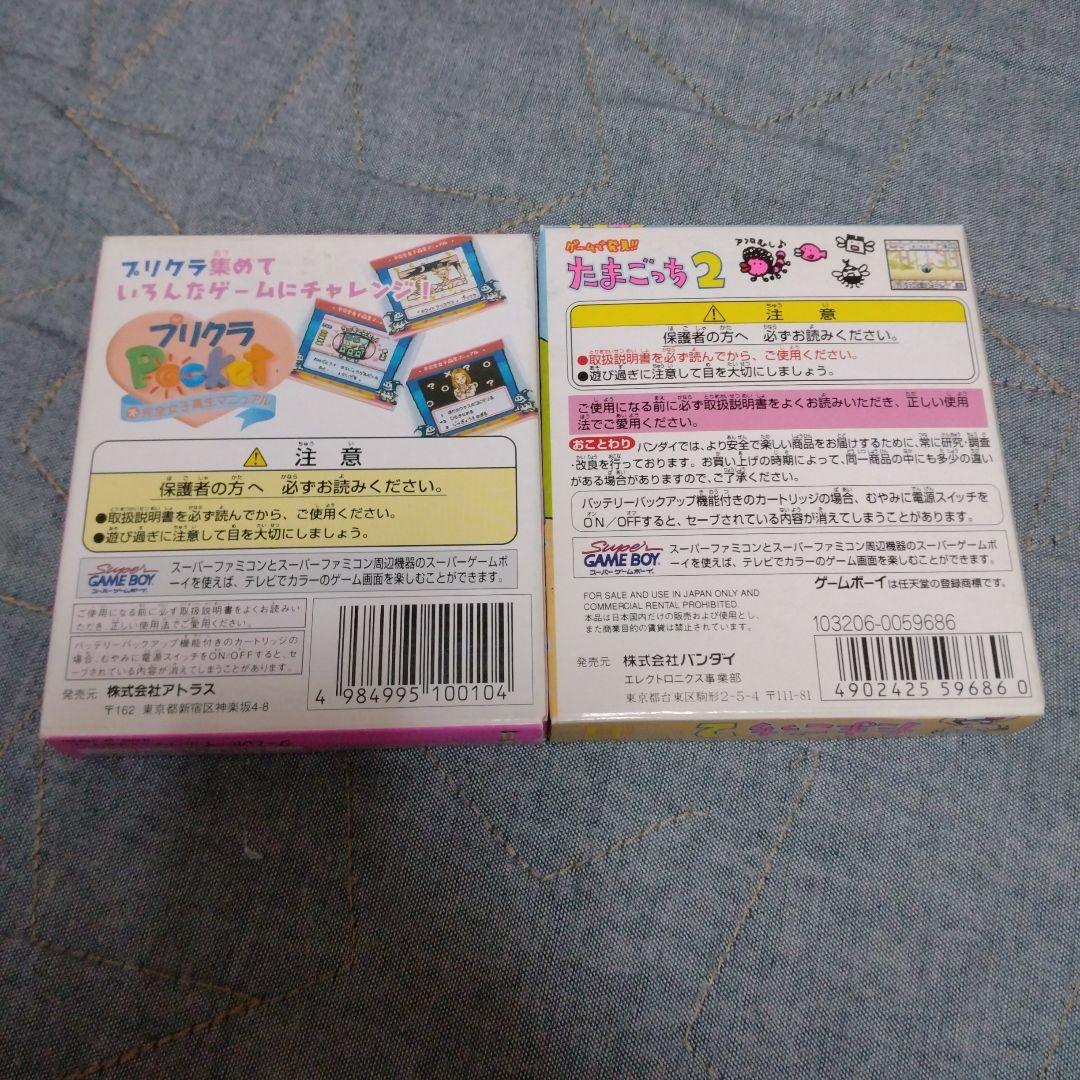 プリクラ集めて
いろんなゲームにチャレンジ!
プリクラ
Pocket
不完全女子高生マニュアル
注意
保護者の方へ 必ずお読みください。
●取扱説明書を必ず読んでから、ご使用ください。
●遊び過ぎに注意して目を大切にしましょう。
Super
GAME BOY
スーパーゲームボーイ
スーパーファミコンとスーパーファミコン周辺機器のスーパーゲームボ
ーイを使えば、テレビでカラーのゲーム画面を楽しむことができます。
ご使用になる前に必ず取扱説明書をよくお読みい
ただき、正しい使用法でご愛用ください。
バッテリーバックアップ機能付きのカートリッジの
場合、むやみに電源スイッチをON/OFFすると、セ
ーブされている内容が消えてしまうことがあります。
発売元 株式会社アトラス
〒162 東京都新宿区神楽坂4-8
4 984995 100104
ゲームで発見!!
たまごっち2
アフロむし♪
注意
保護者の方へ 必ずお読みください。
●取扱説明書を必ず読んでから、ご使用ください。
●遊び過ぎに注意して目を大切にしましょう。
ご使用になる前に必ず取扱説明書をよくお読みいただき、正しい使用
法でご愛用ください。
おことわり バンダイでは、より安全で楽しい商品をお届けするために、常に研究・調査
・改良を行っております。お買い上げの時期によって、同一商品の中にも多少の違い
がある場合がありますので、ご了承ください。
バッテリーバックアップ機能付きのカートリッジの場合、むやみに電源スイッチを
ON/OFFすると、セーブされている内容が消えてしまうことがあります。
Super
GAME BOY
スーパーゲームボーイ
スーパーファミコンとスーパーファミコン周辺機器のスーパーゲームボ
ーイを使えば、テレビでカラーのゲーム画面を楽しむことができます。
ゲームボーイは任天堂の登録商標です。
FOR SALE AND USE IN JAPAN ONLY AND
COMMERCIAL RENTAL PROHIBITED.
本品は日本国内だけの販売および使用とし、
また商業目的の賃貸は禁止されています。
103206-0059686
発売元 株式会社バンダイ
エレクトロニクス事業部
東京都台東区駒形2-5-4 〒111-81
4902425 59686 0
たまごっち2